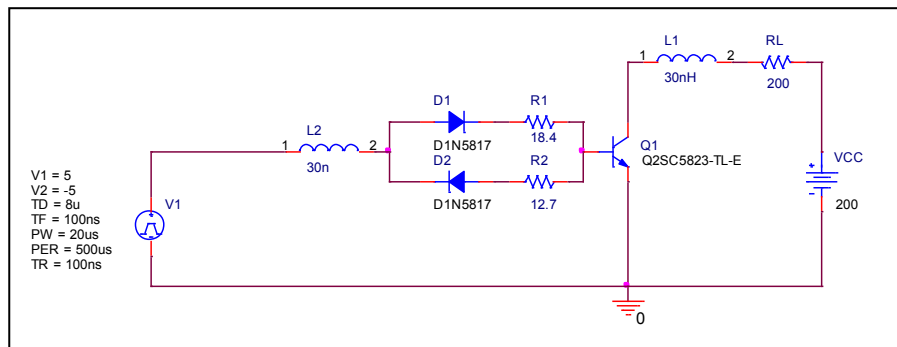 L1
RL
1
2
30nH
200
D1
R1
L2
1
2
D1N5817
18.4
Q1
D2
R2
Q2SC5823-TL-E
VCC
30n
D1N5817
12.7
V1 = 5
V2 = -5
TD = 8u
TF = 100ns
PW = 20us
PER = 500us
TR = 100ns
V1
200
0